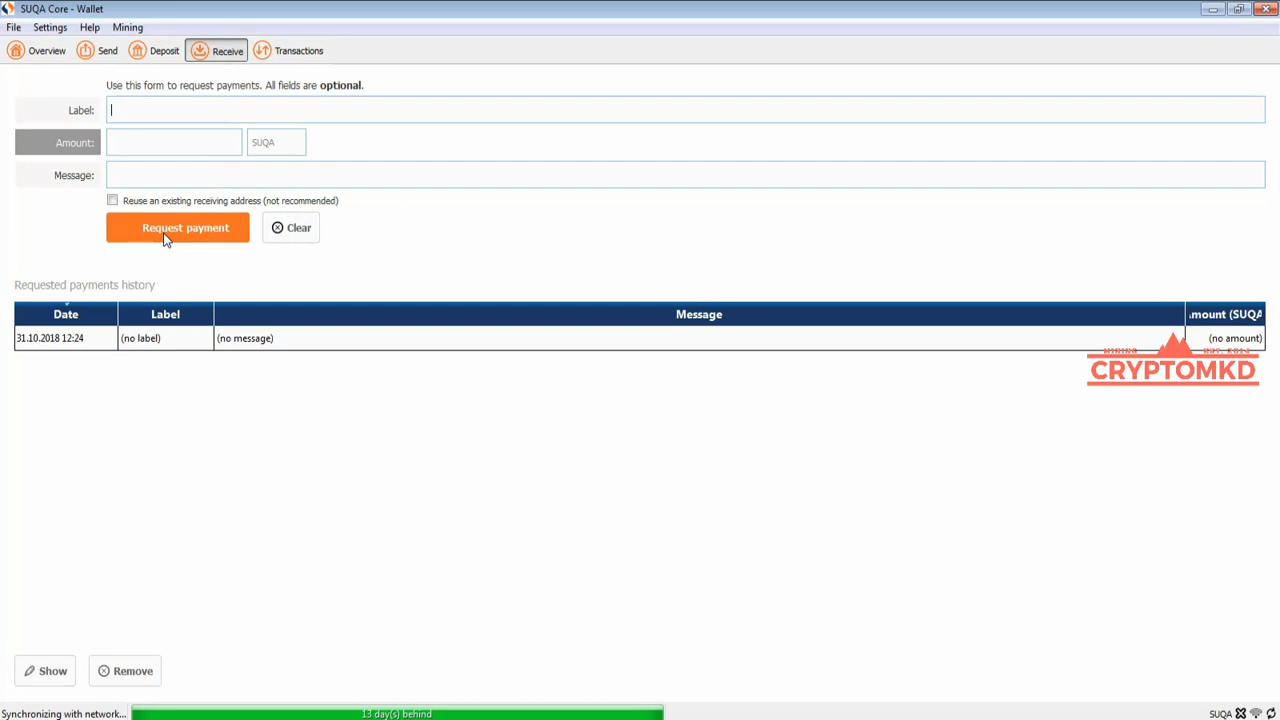 SUQA Core - Wallet
File Settings Help Mining
Overview Send Deposit Receive Transactions
Use this form to request payments. All fields are optional.
Label:
Amount: SUQA
Message:
Reuse an existing receiving address (not recommended)
Request payment Clear
Requested payments history
Date Label Message mount (SUQA
31.10.2018 12:24 (no label) (no message) (no amount)
MINING EST. 2014
CRYPTOMKD
Show Remove
Synchronizing with network... 13 day(s) behind SUQA